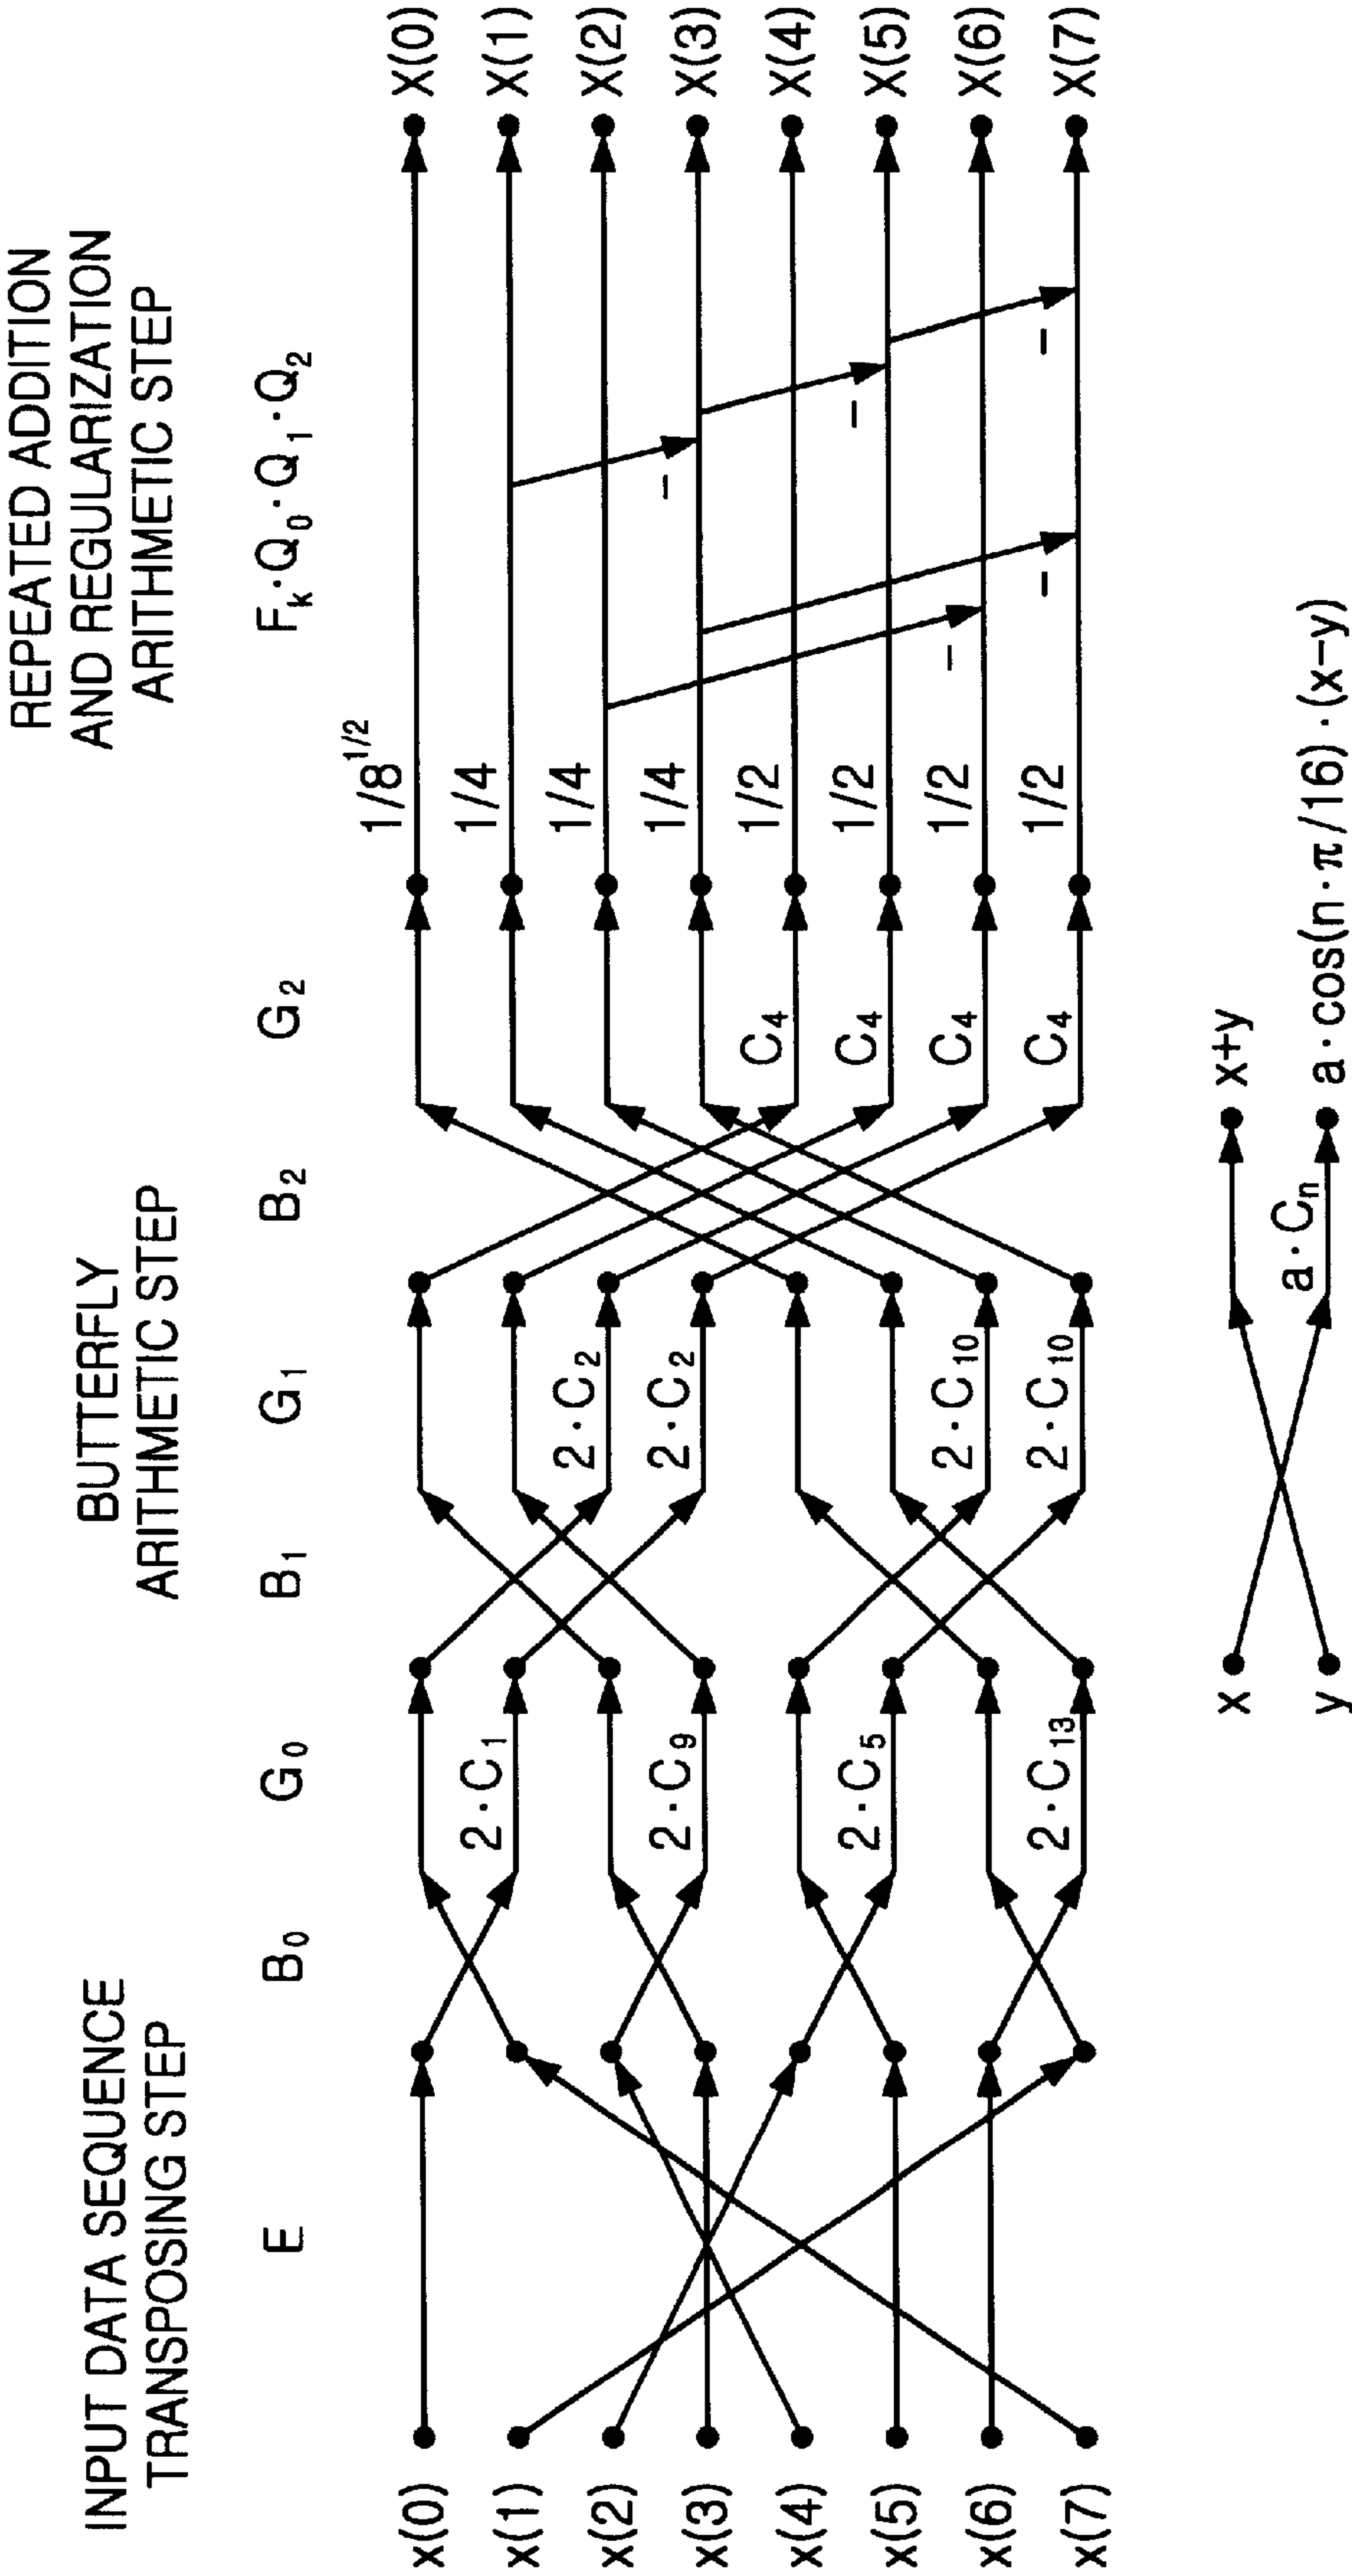 INPUT DATA SEQUENCE
TRANSPOSING STEP
BUTTERFLY
ARITHMETIC STEP
REPEATED ADDITION
AND REGULARIZATION
ARITHMETIC STEP
E
B₀
G₀
B₁
G₁
B₂
G₂
Fₖ·Q₀·Q₁·Q₂
x(0)
1/8^1/2
X(0)
x(1)
2·C₁
1/4
X(1)
x(2)
2·C₂
1/4
X(2)
x(3)
2·C₉
2·C₂
1/4
–
X(3)
x(4)
C₄
1/2
X(4)
x(5)
2·C₅
C₄
1/2
–
X(5)
x(6)
2·C₁₀
C₄
1/2
–
X(6)
x(7)
2·C₁₃
2·C₁₀
C₄
1/2
–
–
X(7)
x
x+y
y
a·Cₙ
a·cos(n·π/16)·(x–y)